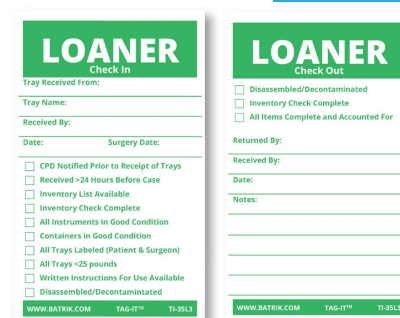 LOANER
Check In
Tray Received From:
Tray Name:
Received By:
Date: Surgery Date:
CPD Notified Prior to Receipt of Trays
Received >24 Hours Before Case
Inventory List Available
Inventory Check Complete
All Instruments in Good Condition
Containers in Good Condition
All Trays Labeled (Patient & Surgeon)
All Trays <25 pounds
Written Instructions For Use Available
Disassembled/Decontamintated
WWW.BATRIK.COM TAG-IT™ TI-35L3
LOANER
Check Out
Disassembled/Decontaminated
Inventory Check Complete
All Items Complete and Accounted For
Returned By:
Received By:
Date:
Notes:
WWW.BATRIK.COM TAG-IT™ TI-35L3